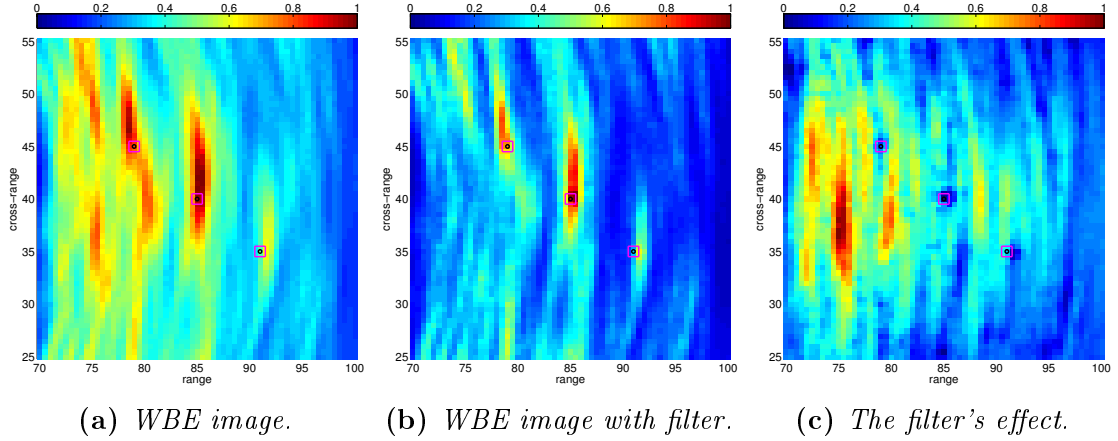 0 0.2 0.4 0.6 0.8 1
0 0.2 0.4 0.6 0.8 1
0 0.2 0.4 0.6 0.8 1
55
50
45
40
35
30
25
cross-range
70 75 80 85 90 95 100
range
55
50
45
40
35
30
25
cross-range
70 75 80 85 90 95 100
range
55
50
45
40
35
30
25
cross-range
70 75 80 85 90 95 100
range
(a) WBE image.
(b) WBE image with filter.
(c) The filter's effect.